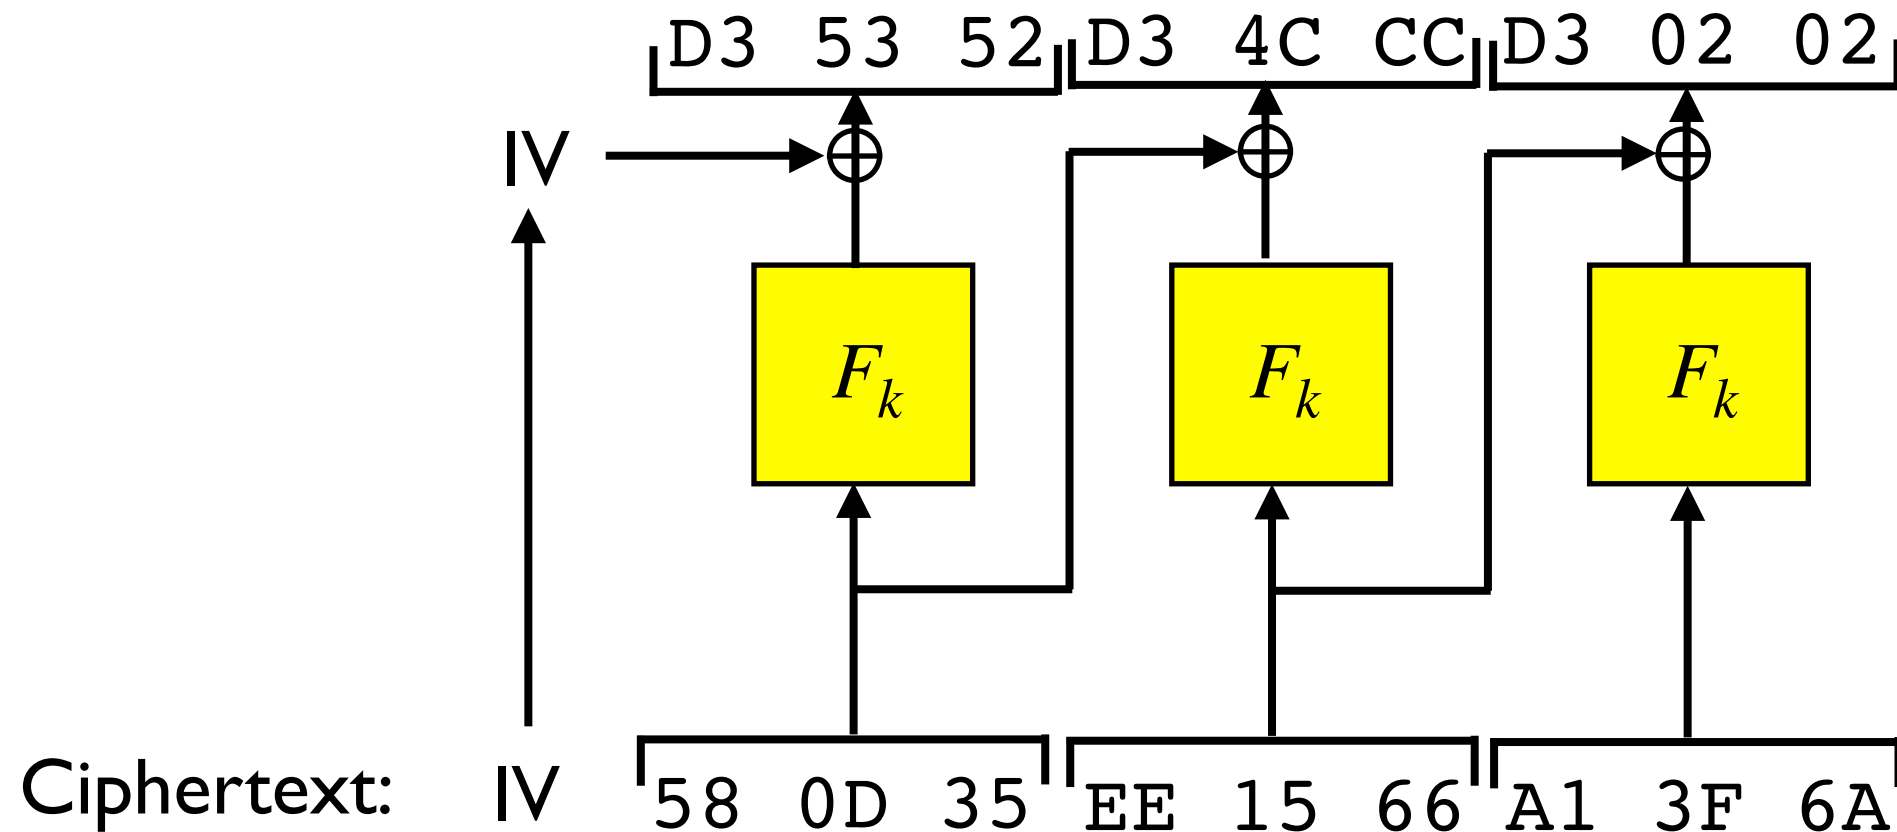 D3 53 52 D3 4C CC D3 02 02
IV
Fk Fk Fk
Ciphertext: IV 58 0D 35 EE 15 66 A1 3F 6A